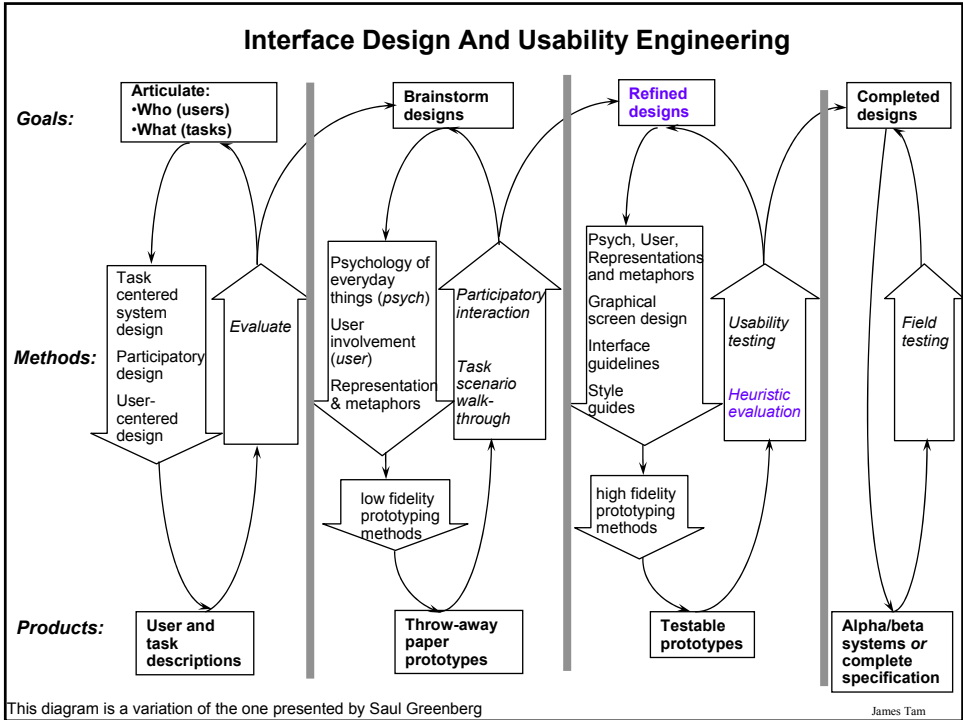 Interface Design And Usability Engineering
Goals:
Articulate:
•Who (users)
•What (tasks)
Brainstorm
designs
Refined
designs
Completed
designs
Methods:
Task
centered
system
design
Participatory
design
User-
centered
design
Evaluate
Psychology of
everyday
things (psych)
User
involvement
(user)
Representation
& metaphors
low fidelity
prototyping
methods
Participatory
interaction
Task
scenario
walk-
through
Psych, User,
Representations
and metaphors
Graphical
screen design
Interface
guidelines
Style
guides
high fidelity
prototyping
methods
Usability
testing
Heuristic
evaluation
Field
testing
Products:
User and
task
descriptions
Throw-away
paper
prototypes
Testable
prototypes
Alpha/beta
systems or
complete
specification
This diagram is a variation of the one presented by Saul Greenberg
James Tam